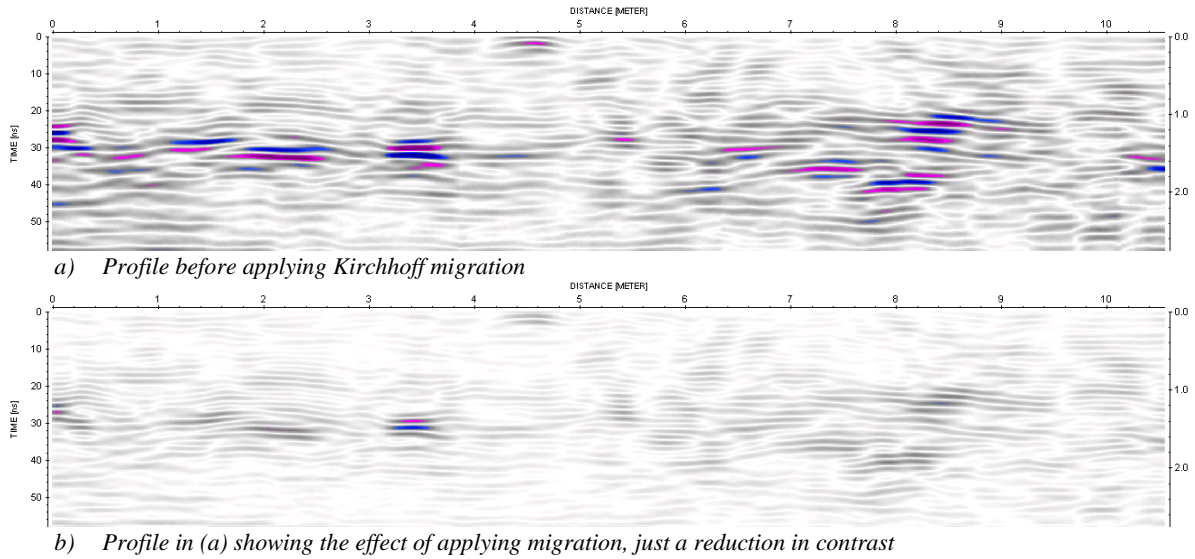 DISTANCE [METER]
0 1 2 3 4 5 6 7 8 9 10
0 0.0
10
20 1.0
TIME [ns]
30
40 2.0
50
a) Profile before applying Kirchhoff migration
DISTANCE [METER]
0 1 2 3 4 5 6 7 8 9 10
0 0.0
10
20 1.0
TIME [ns]
30
40 2.0
50
b) Profile in (a) showing the effect of applying migration, just a reduction in contrast